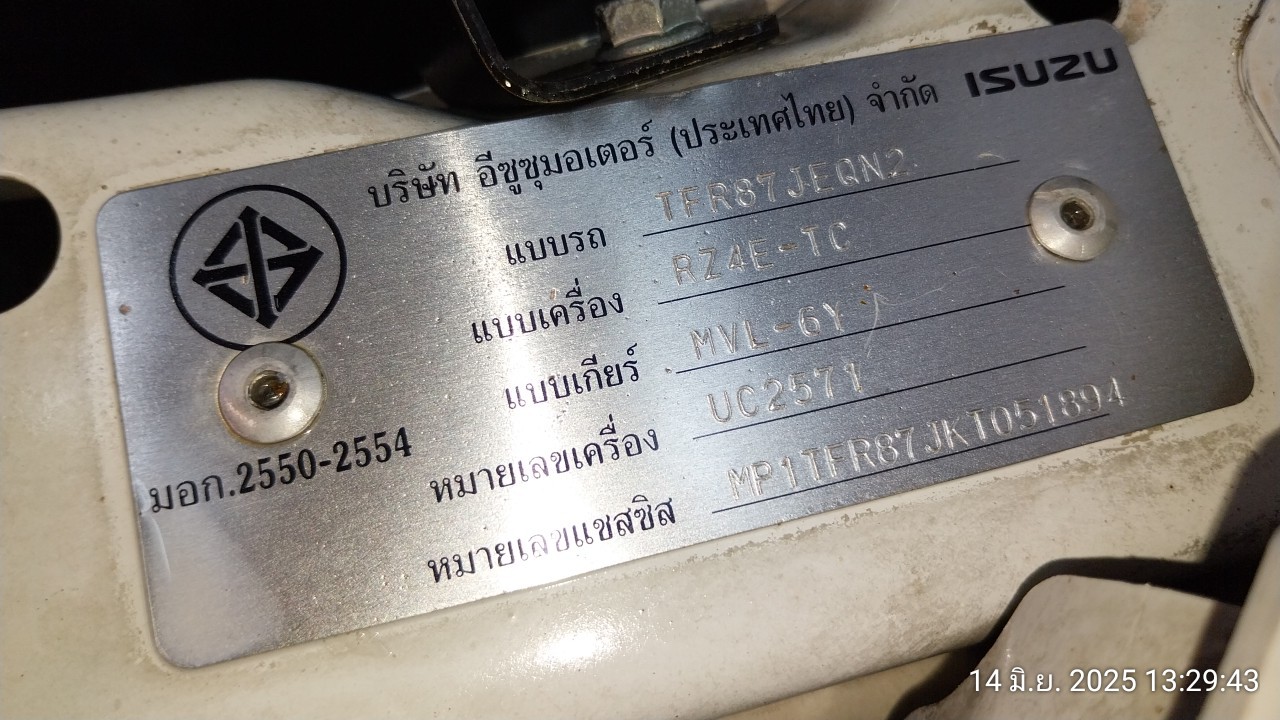 บริษัท อีซูซุมอเตอร์ (ประเทศไทย) จำกัด ISUZU
แบบรถ TFR87JEQN2
แบบเครื่อง RZ4E-TC
แบบเกียร์ MVL-6Y
หมายเลขเครื่อง UC2571
หมายเลขแชสซิส MP1TFR87JKT051894
มอก.2550-2554
14 มิ.ย. 2025 13:29:43